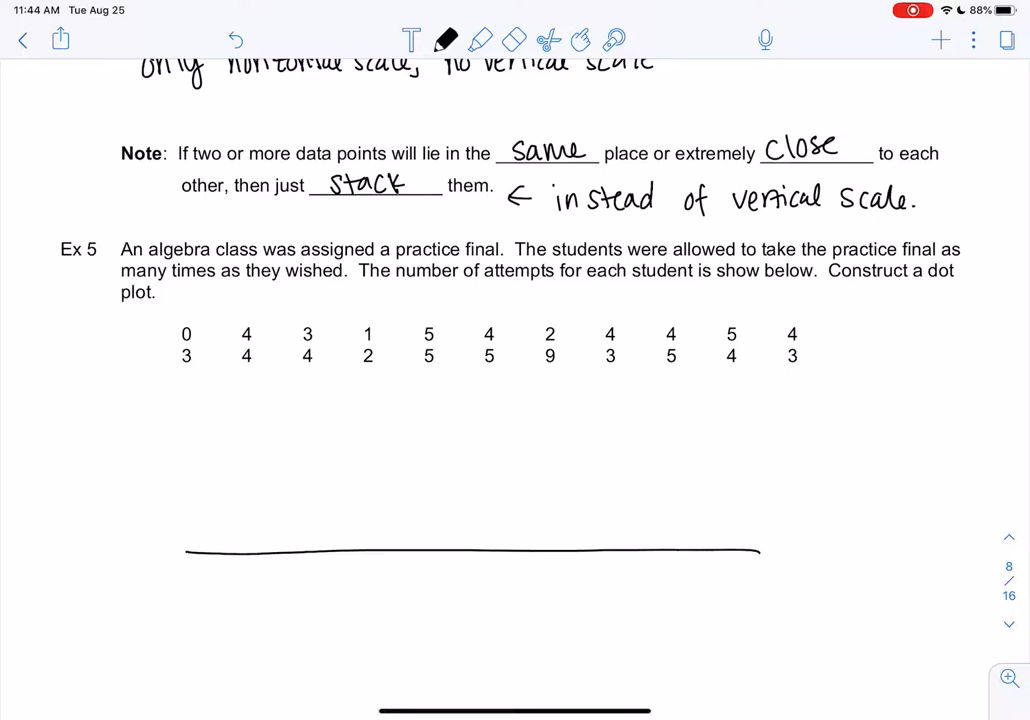 11:44 AM Tue Aug 25 88%
only horizontal scale, no vertical scale
Note: If two or more data points will lie in the same place or extremely close to each
other, then just stack them. ← instead of vertical scale.
Ex 5 An algebra class was assigned a practice final. The students were allowed to take the practice final as
many times as they wished. The number of attempts for each student is show below. Construct a dot
plot.
0 4 3 1 5 4 2 4 4 5 4
3 4 4 2 5 5 9 3 5 4 3
8
/
16